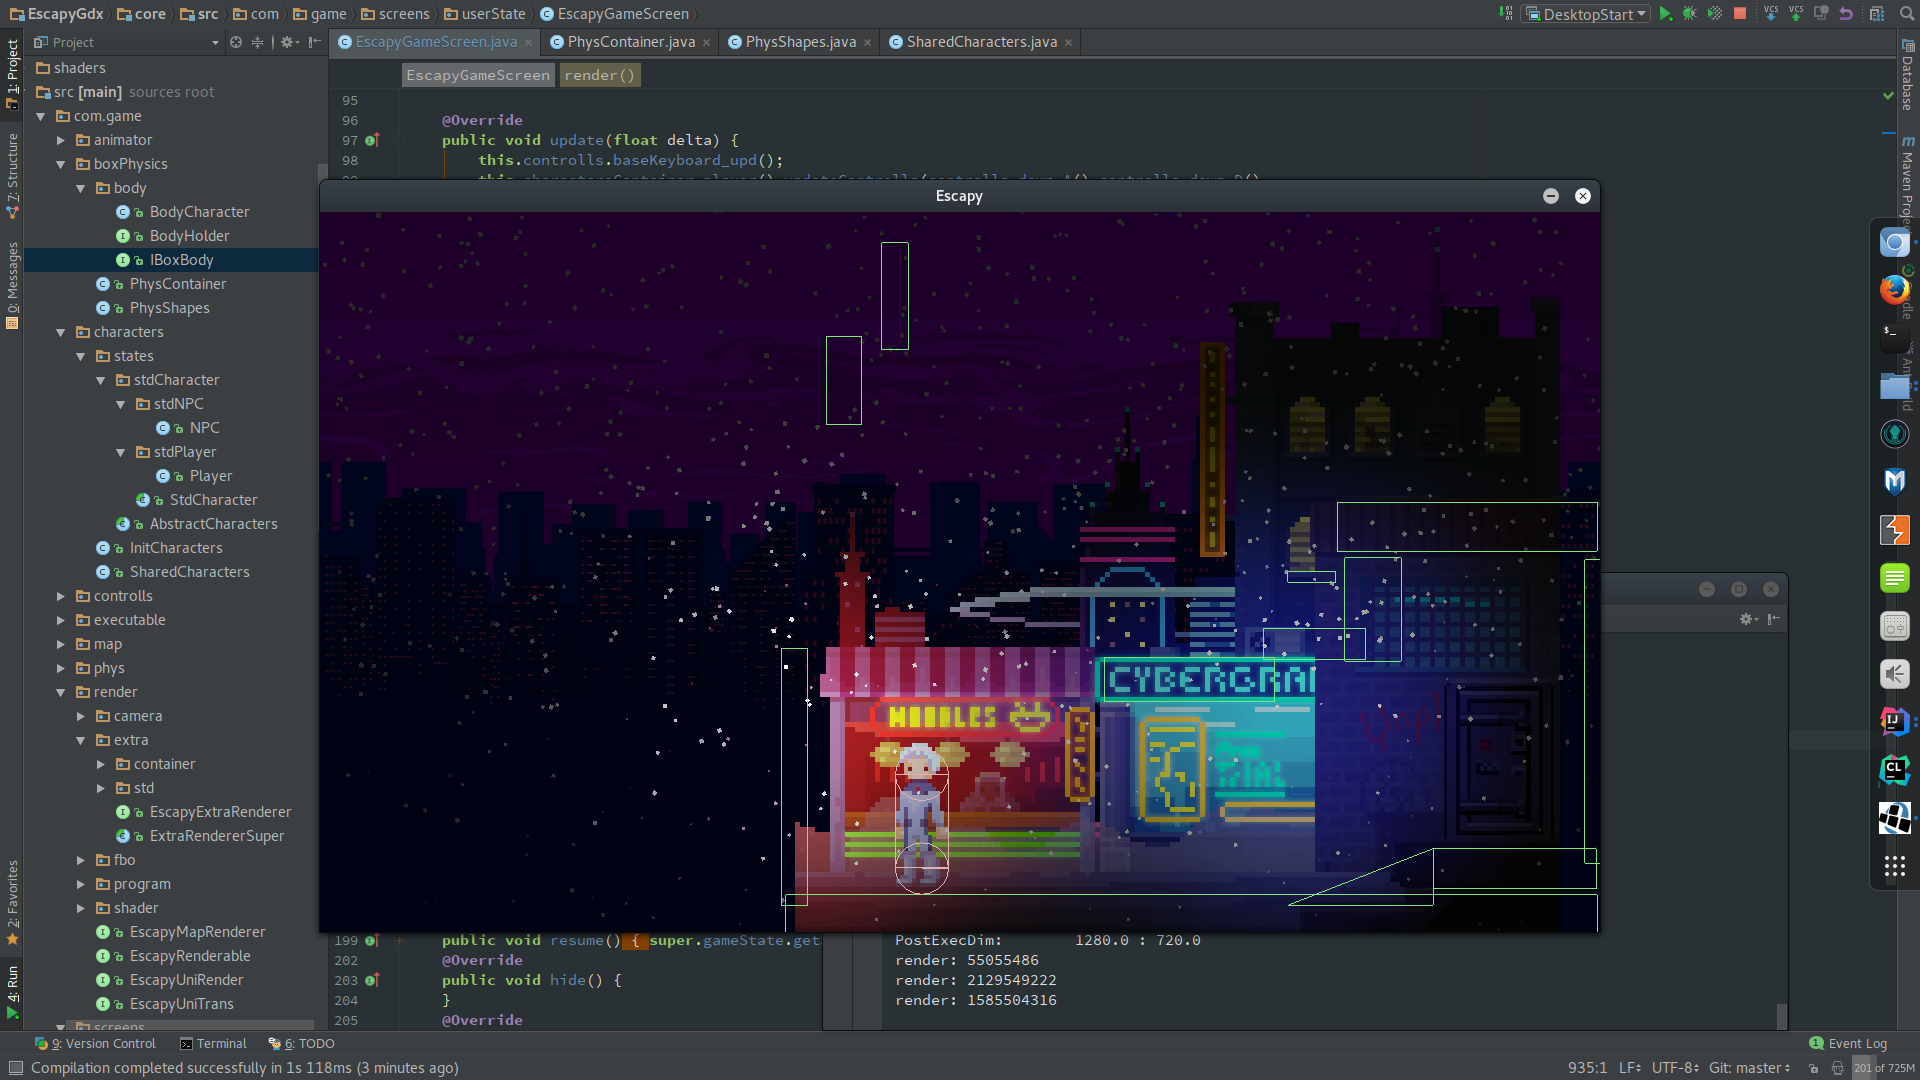 EscapyGdx core src com game screens userState EscapyGameScreen
DesktopStart
VCS VCS
1: Project
7: Structure
0: Messages
2: Favorites
4: Run
Project
shaders
src [main] sources root
com.game
animator
boxPhysics
body
BodyCharacter
BodyHolder
IBoxBody
PhysContainer
PhysShapes
characters
states
stdCharacter
stdNPC
NPC
stdPlayer
Player
StdCharacter
AbstractCharacters
InitCharacters
SharedCharacters
controlls
executable
map
phys
render
camera
extra
container
std
EscapyExtraRenderer
ExtraRendererSuper
fbo
program
shader
EscapyMapRenderer
EscapyRenderable
EscapyUniRender
EscapyUniTrans
screens
EscapyGameScreen.java PhysContainer.java PhysShapes.java SharedCharacters.java
EscapyGameScreen render()
95
96 @Override
97 public void update(float delta) {
98 this.controlls.baseKeyboard_upd();
Escapy
NOODLES
CYBERGRA
199 public void resume() { super.gameState.get
202 @Override
203 public void hide() {
204 }
205 @Override
PostExecDim: 1280.0 : 720.0
render: 55055486
render: 2129549222
render: 1585504316
Database
Maven Project
9: Version Control Terminal 6: TODO
1 Event Log
Compilation completed successfully in 1s 118ms (3 minutes ago)
935:1 LF UTF-8 Git: master 201 of 725M